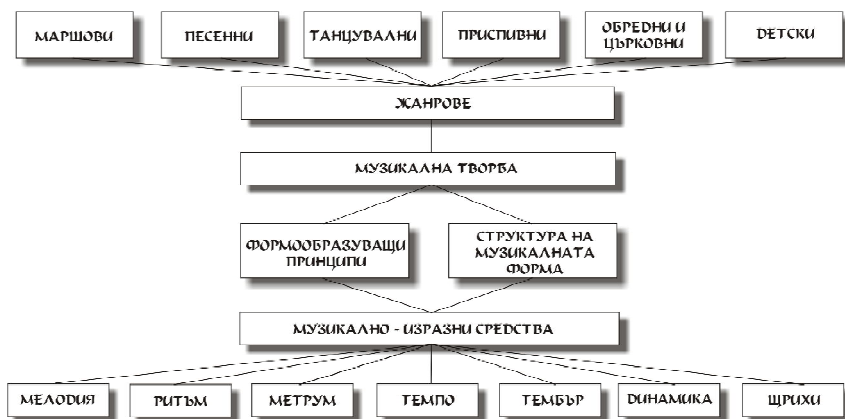 МАРШОВИ
ПЕСЕННИ
ТАНЦУВАЛНИ
ПРИСПИВНИ
ОБРЕДНИ И
ЦЪРКОВНИ
ДЕТСКИ
ЖАНРОВЕ
МУЗИКАЛНА ТВОРБА
ФОРМООБРАЗУВАЩИ
ПРИНЦИПИ
СТРУКТУРА НА
МУЗИКАЛНАТА
ФОРМА
МУЗИКАЛНО - ИЗРАЗНИ СРЕДСТВА
МЕЛОДИЯ
РИТЪМ
МЕТРУМ
ТЕМПО
ТЕМБЪР
ДИНАМИКА
ЩРИХИ